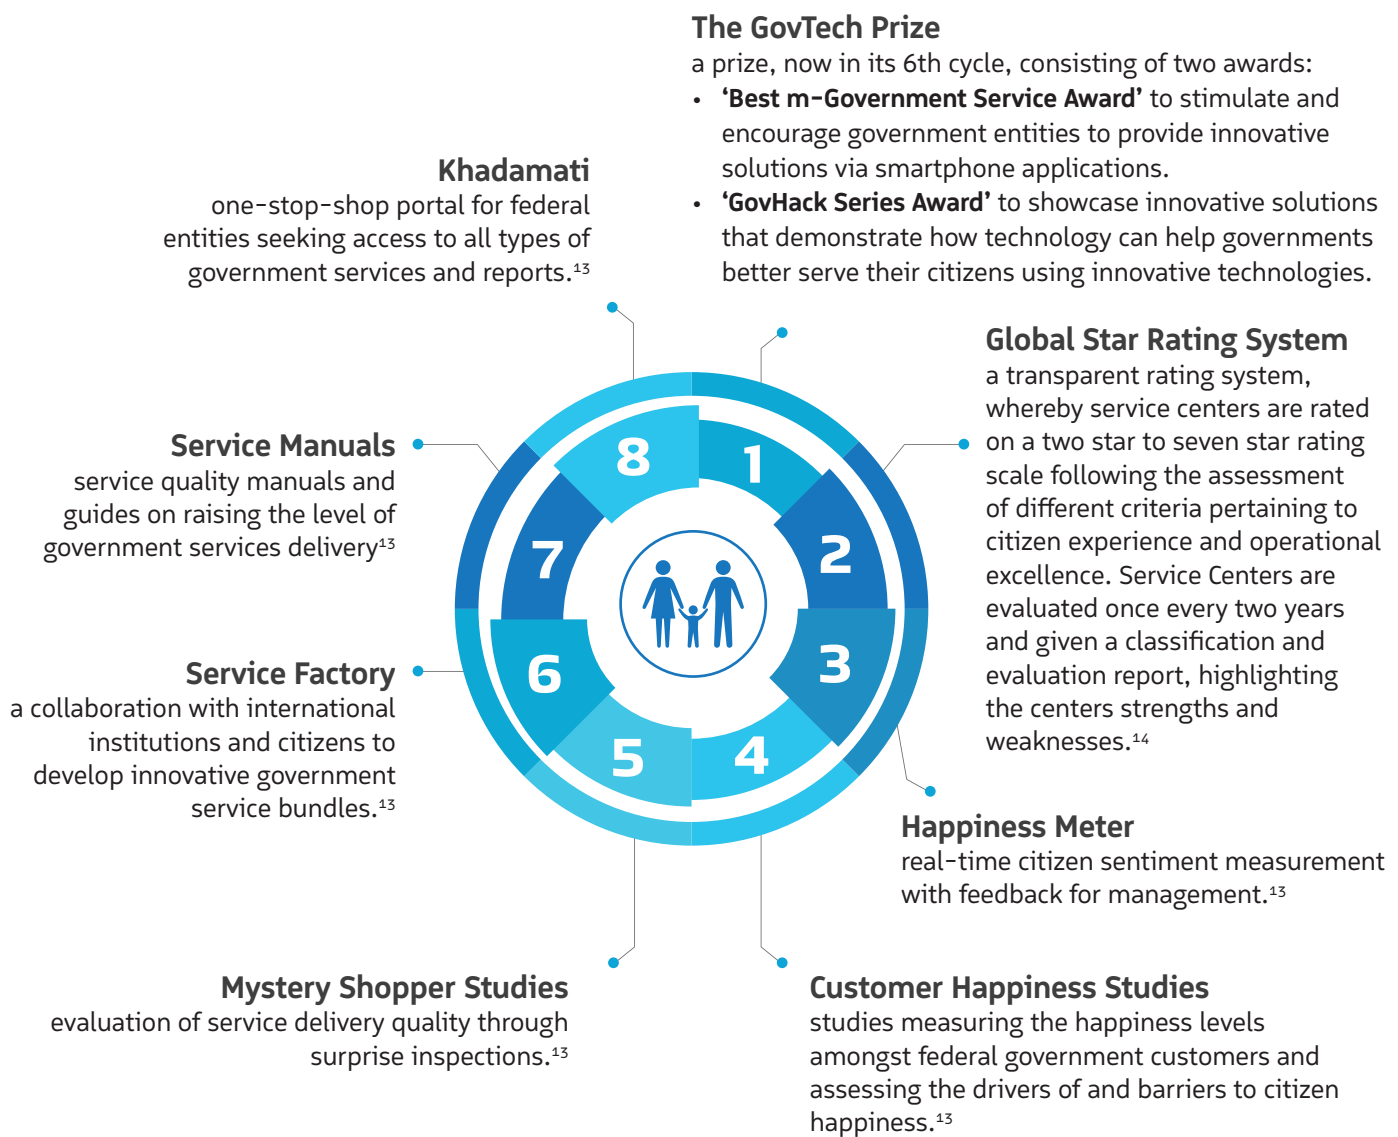 The GovTech Prize
a prize, now in its 6th cycle, consisting of two awards:
• ‘Best m-Government Service Award’ to stimulate and
encourage government entities to provide innovative
solutions via smartphone applications.
• ‘GovHack Series Award’ to showcase innovative solutions
that demonstrate how technology can help governments
better serve their citizens using innovative technologies.
Khadamati
one-stop-shop portal for federal
entities seeking access to all types of
government services and reports.13
Global Star Rating System
a transparent rating system,
whereby service centers are rated
on a two star to seven star rating
scale following the assessment
of different criteria pertaining to
citizen experience and operational
excellence. Service Centers are
evaluated once every two years
and given a classification and
evaluation report, highlighting
the centers strengths and
weaknesses.14
Service Manuals
service quality manuals and
guides on raising the level of
government services delivery13
8
1
7
2
6
3
5
4
Service Factory
a collaboration with international
institutions and citizens to
develop innovative government
service bundles.13
Happiness Meter
real-time citizen sentiment measurement
with feedback for management.13
Mystery Shopper Studies
evaluation of service delivery quality through
surprise inspections.13
Customer Happiness Studies
studies measuring the happiness levels
amongst federal government customers and
assessing the drivers of and barriers to citizen
happiness.13